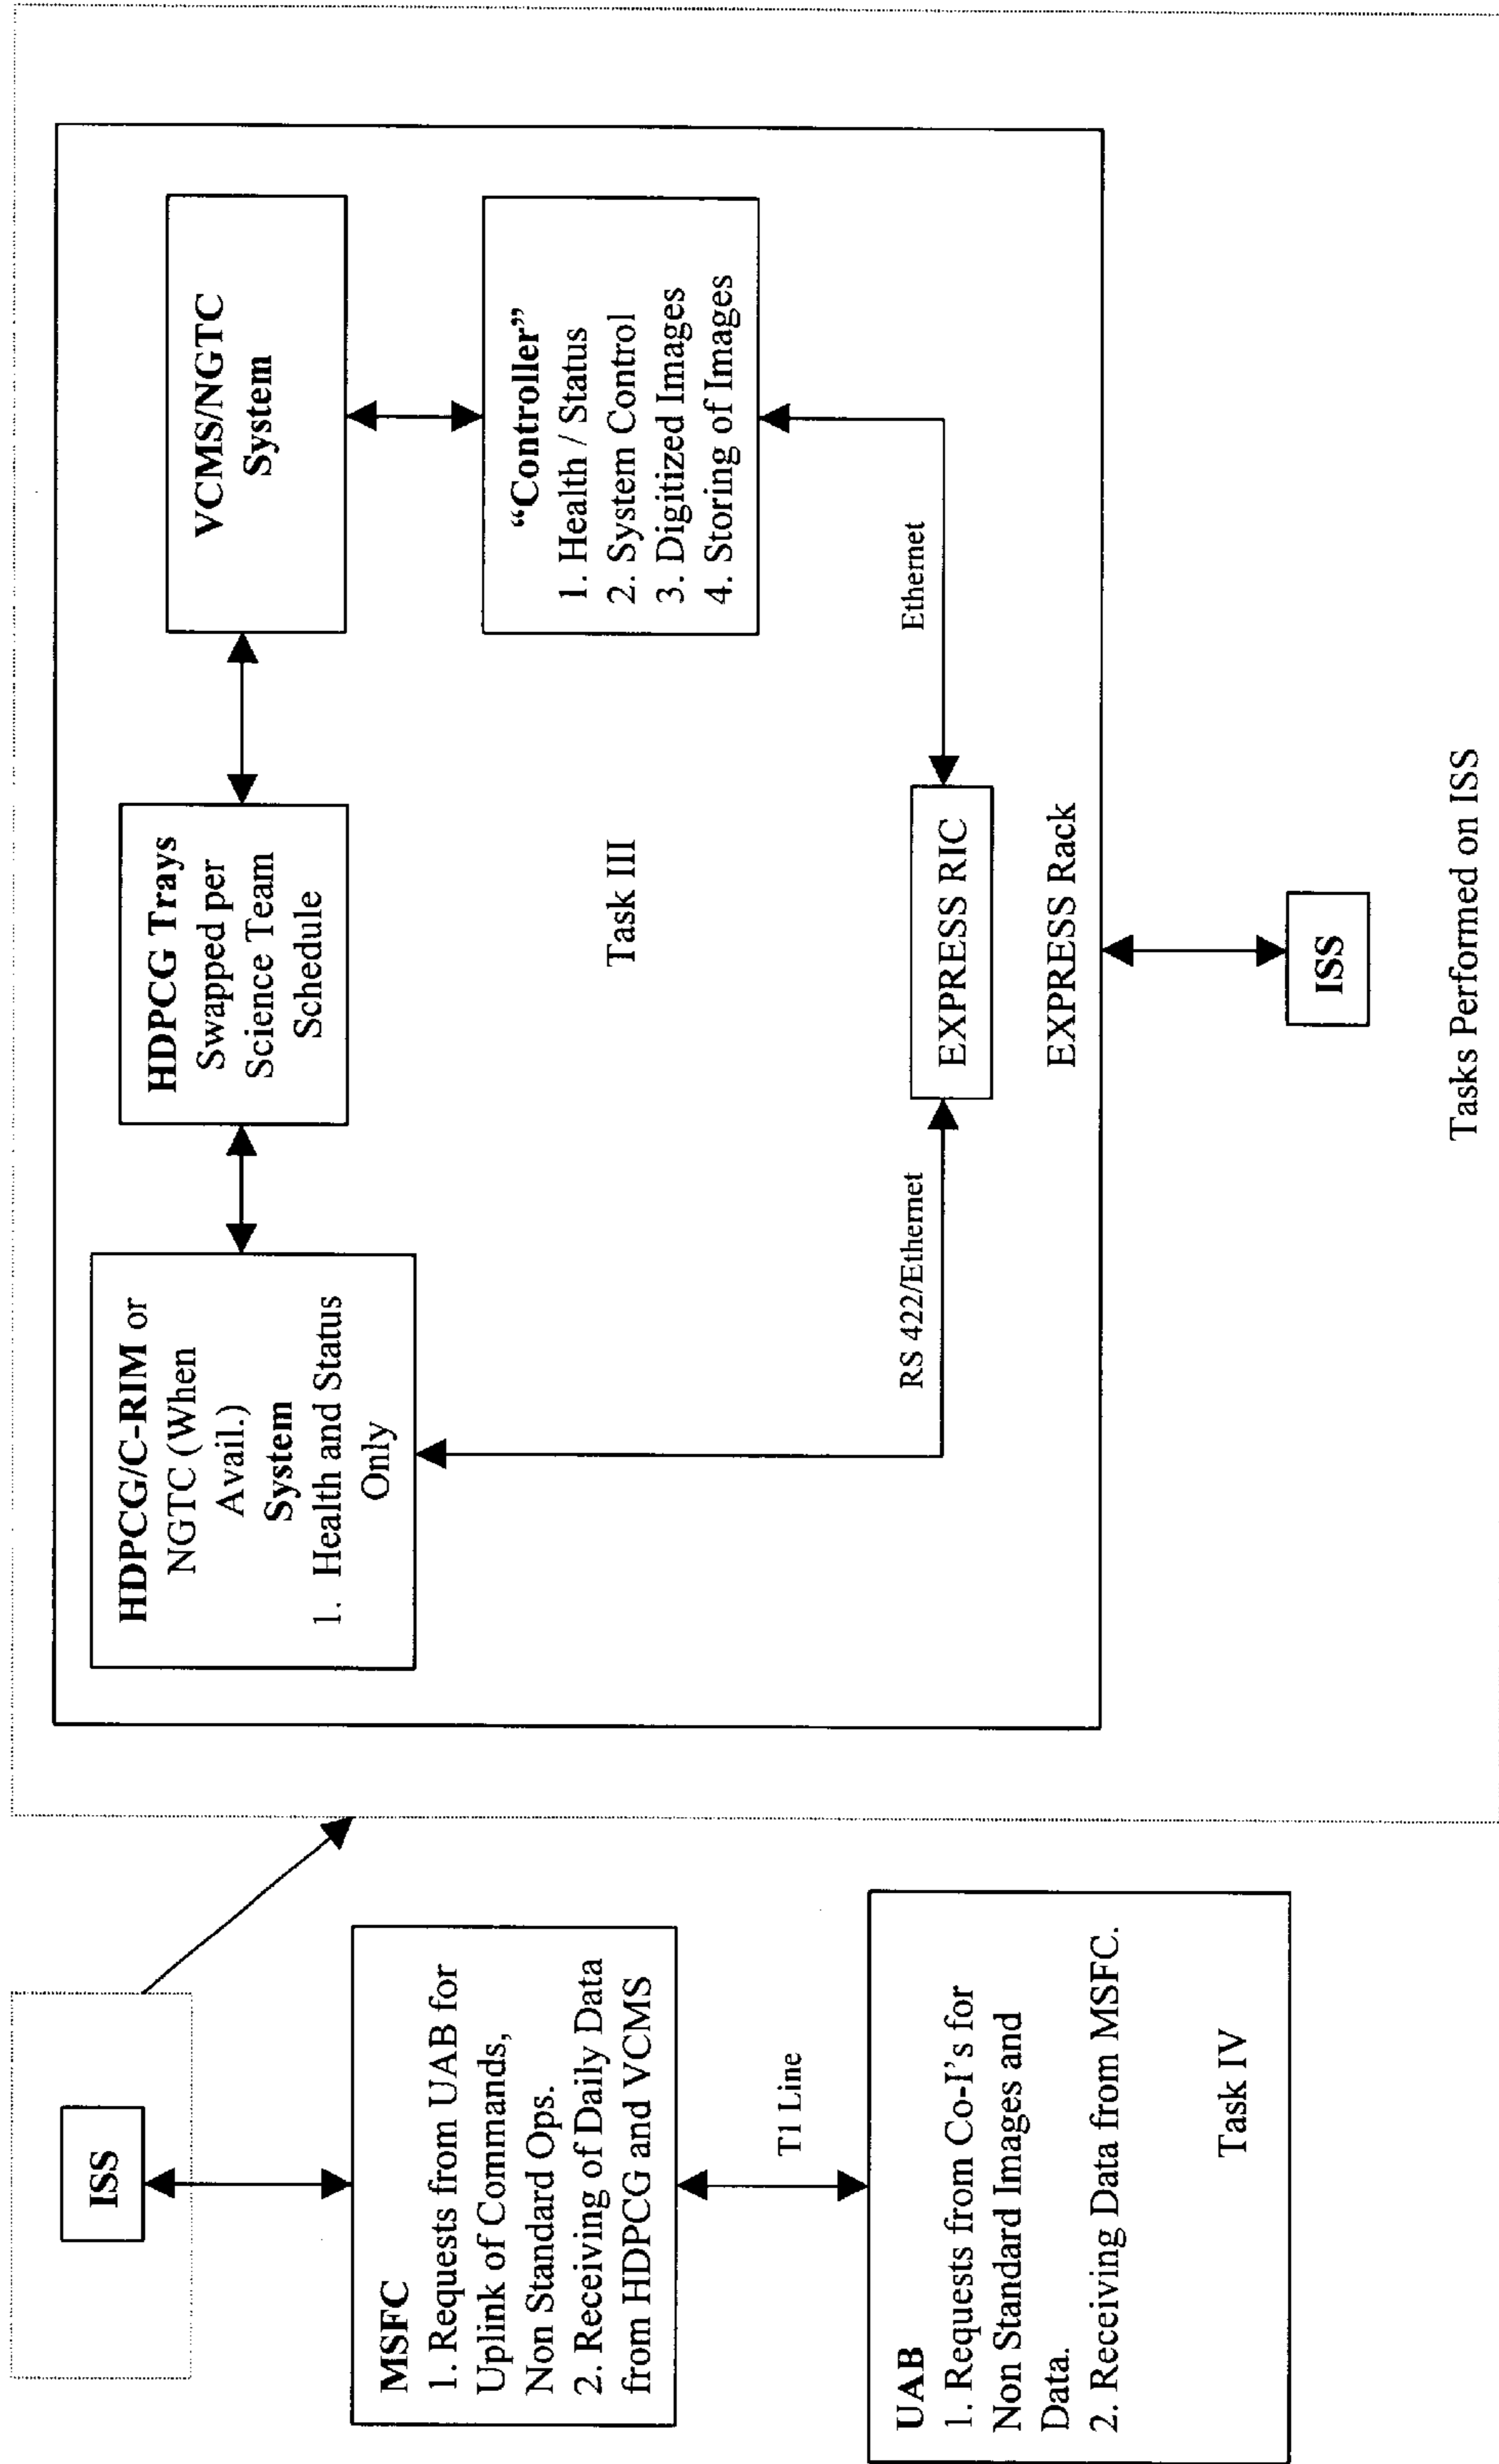 ISS
MSFC
1. Requests from UAB for
Uplink of Commands,
Non Standard Ops.
2. Receiving of Daily Data
from HDPCG and VCMS
T1 Line
UAB
1. Requests from Co-I's for
Non Standard Images and
Data.
2. Receiving Data from MSFC.
Task IV
HDPCG/C-RIM or
NGTC (When
Avail.)
System
1. Health and Status
Only
HDPCG Trays
Swapped per
Science Team
Schedule
VCMS/NGTC
System
“Controller”
1. Health / Status
2. System Control
3. Digitized Images
4. Storing of Images
Task III
RS 422/Ethernet
Ethernet
EXPRESS RIC
EXPRESS Rack
ISS
Tasks Performed on ISS